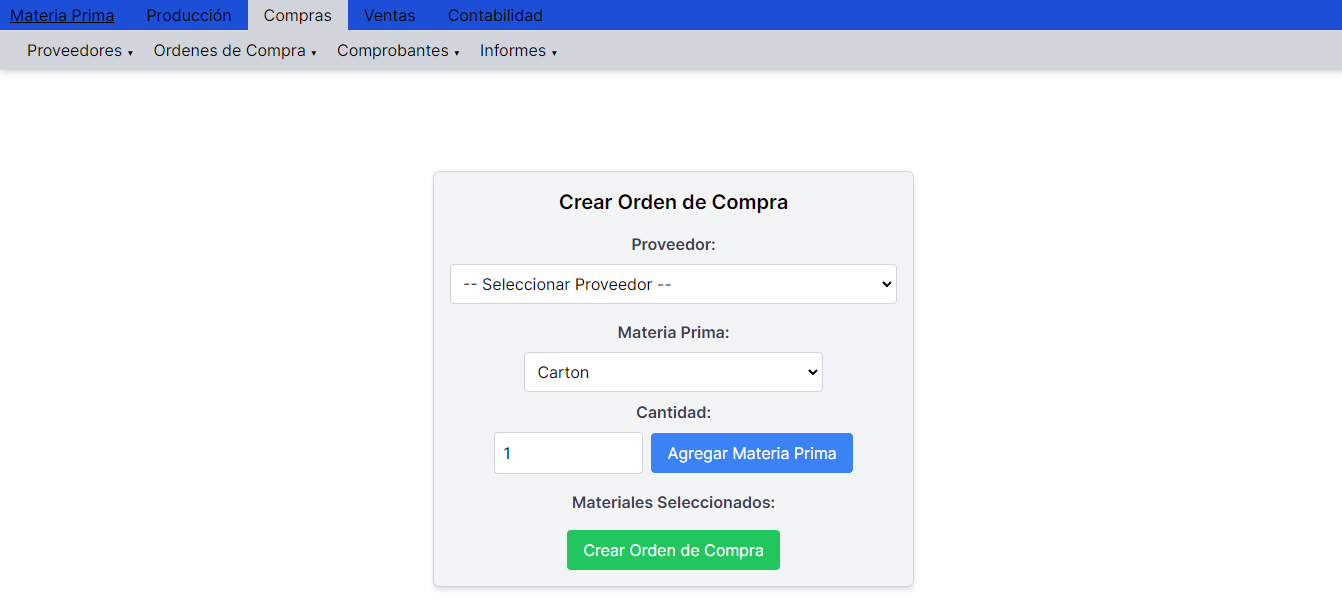 Materia Prima Producción Compras Ventas Contabilidad
Proveedores ▾ Ordenes de Compra ▾ Comprobantes ▾ Informes ▾
Crear Orden de Compra
Proveedor:
-- Seleccionar Proveedor --
Materia Prima:
Carton
Cantidad:
1 Agregar Materia Prima
Materiales Seleccionados:
Crear Orden de Compra